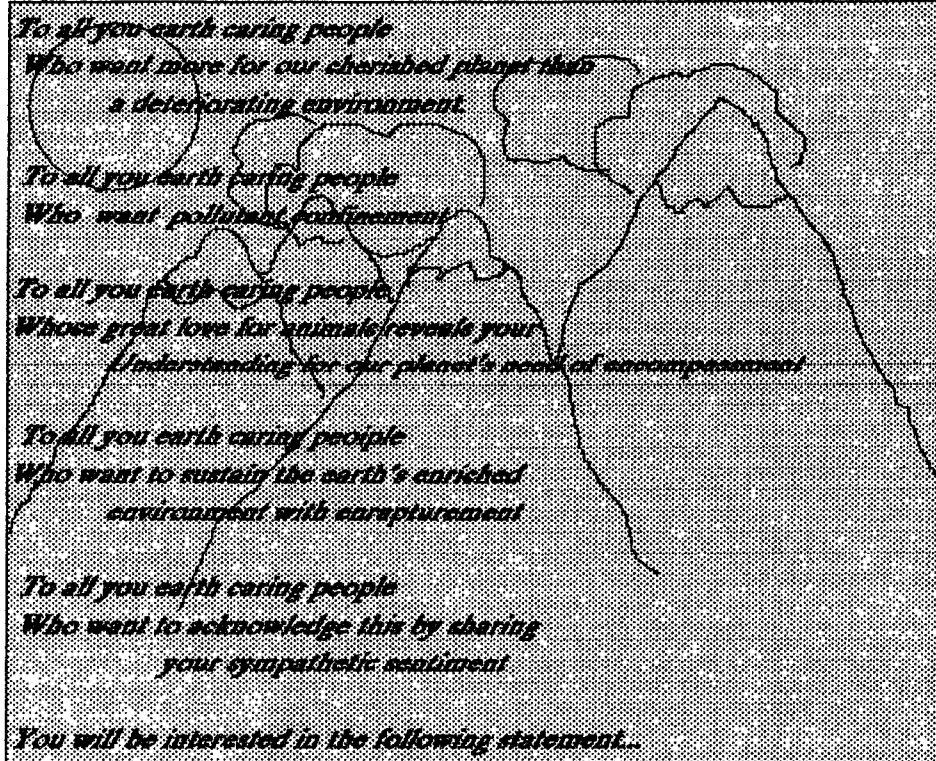 To all you earth caring people
Who want more for our cherished planet than
a deteriorating environment.
To all you earth caring people
Who want pollutant confinement
To all you earth caring people,
Whose great love for animals reveals your
Understanding for our planet's need of encompassment
To all you earth caring peoiple
Who want to sustain the earth's enriched
environment with enrapturement
To all you earth caring people
Who want to acknowledge this by sharing
your sympathetic sentiment
You will be interested in the following statement...